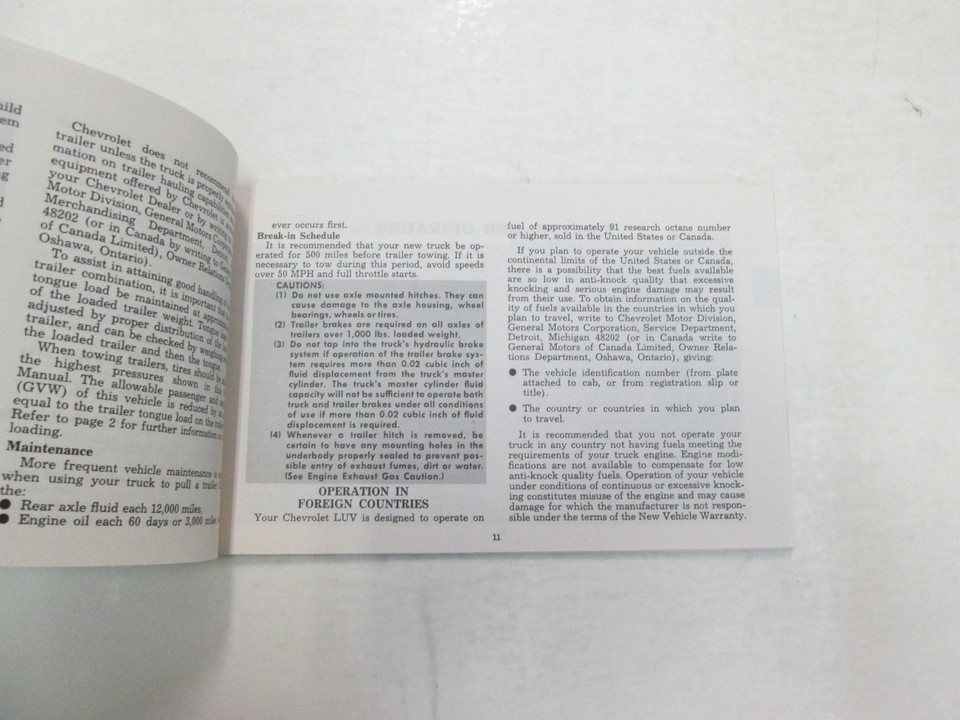 ild
em
ed
er
g
Chevrolet does not recommend
trailer unless the truck is properly
mation on trailer hauling capabilities
equipment offered by Chevrolet is
your Chevrolet Dealer or by writing
Motor Division, General Motors
Merchandising Department, Detroit
48202 (or in Canada by writing to
of Canada Limited), Owner Relations
Oshawa, Ontario).
To assist in attaining good handling
trailer combination, it is important that
tongue load be maintained at
of the loaded trailer weight. Tongue
adjusted by proper distribution of the
trailer, and can be checked by weighing
the loaded trailer and then the tongue.
When towing trailers, tires should be
the highest pressures shown in this
Manual. The allowable passenger and
(GVW) of this vehicle is reduced by
equal to the trailer tongue load on the
Refer to page 2 for further information on
loading.
Maintenance
More frequent vehicle maintenance is
when using your truck to pull a trailer.
the:
● Rear axle fluid each 12,000 miles.
● Engine oil each 60 days or 3,000 miles
ever occurs first.
Break-in Schedule
It is recommended that your new truck be op-
erated for 500 miles before trailer towing. If it is
necessary to tow during this period, avoid speeds
over 50 MPH and full throttle starts.
CAUTIONS:
(1) Do not use axle mounted hitches. They can
cause damage to the axle housing, wheel
bearings, wheels or tires.
(2) Trailer brakes are required on all axles of
trailers over 1,000 lbs. loaded weight.
(3) Do not tap into the truck's hydraulic brake
system if operation of the trailer brake sys-
tem requires more than 0.02 cubic inch of
fluid displacement from the truck's master
cylinder. The truck's master cylinder fluid
capacity will not be sufficient to operate both
truck and trailer brakes under all conditions
of use if more than 0.02 cubic inch of fluid
displacement is required.
(4) Whenever a trailer hitch is removed, be
certain to have any mounting holes in the
underbody properly sealed to prevent pos-
sible entry of exhaust fumes, dirt or water.
(See Engine Exhaust Gas Caution.)
OPERATION IN
FOREIGN COUNTRIES
Your Chevrolet LUV is designed to operate on
fuel of approximately 91 research octane number
or higher, sold in the United States or Canada.
If you plan to operate your vehicle outside the
continental limits of the United States or Canada,
there is a possibility that the best fuels available
are so low in anti-knock quality that excessive
knocking and serious engine damage may result
from their use. To obtain information on the qual-
ity of fuels available in the countries in which you
plan to travel, write to Chevrolet Motor Division,
General Motors Corporation, Service Department,
Detroit, Michigan 48202 (or in Canada write to
General Motors of Canada Limited, Owner Rela-
tions Department, Oshawa, Ontario), giving:
● The vehicle identification number (from plate
attached to cab, or from registration slip or
title).
● The country or countries in which you plan
to travel.
It is recommended that you not operate your
truck in any country not having fuels meeting the
requirements of your truck engine. Engine modi-
fications are not available to compensate for low
anti-knock quality fuels. Operation of your vehicle
under conditions of continuous or excessive knock-
ing constitutes misuse of the engine and may cause
damage for which the manufacturer is not respon-
sible under the terms of the New Vehicle Warranty.
11